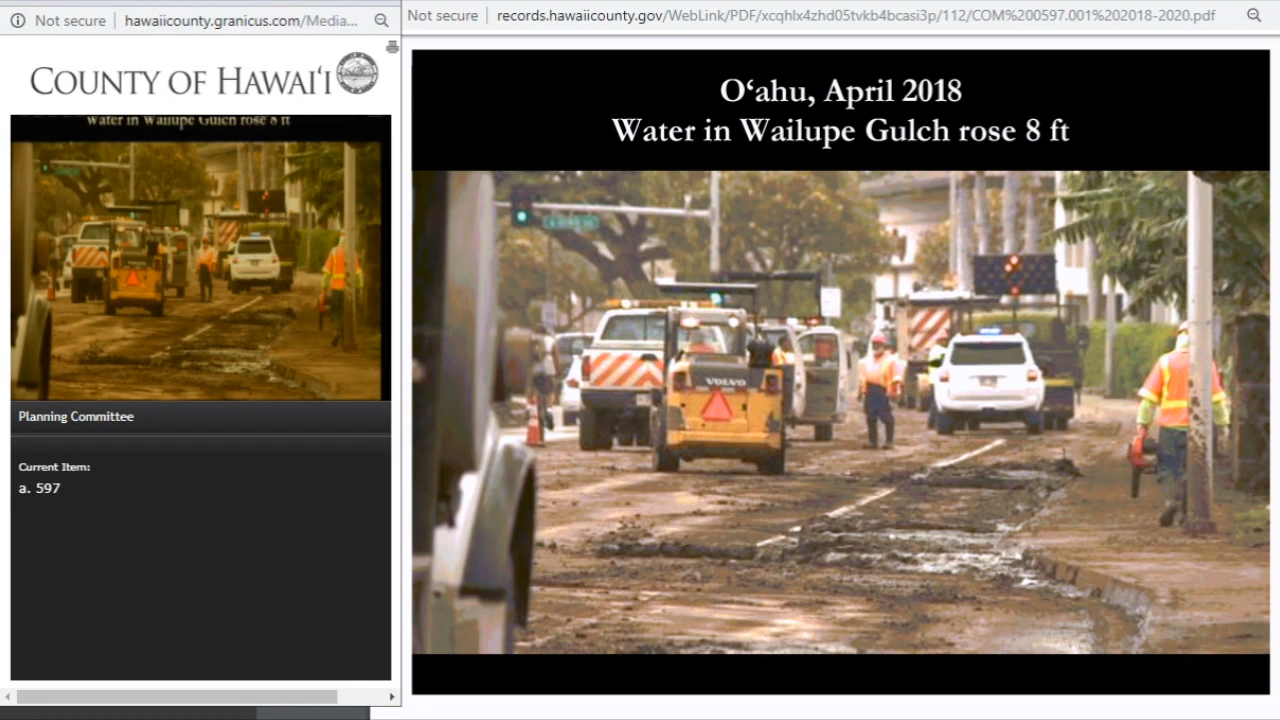 Not secure
hawaiicounty.granicus.com/Media...
COUNTY OF HAWAIʻI
Water in Wailupe Gulch rose 8 ft
Planning Committee
Current Item:
a. 597
Not secure
records.hawaiicounty.gov/WebLink/PDF/xcqhlx4zhd05tvkb4bcasi3p/112/COM%200597.001%202018-2020.pdf
Oʻahu, April 2018
Water in Wailupe Gulch rose 8 ft
VOLVO